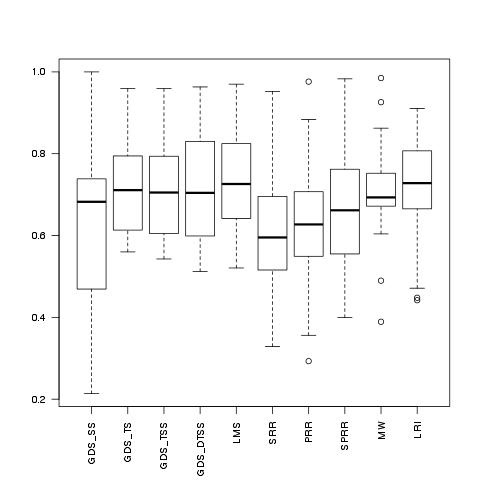 1.0
0.8
0.6
0.4
0.2
GDS_SS
GDS_TS
GDS_TSS
GDS_DTSS
LMS
SRR
PRR
SPRR
MW
LRI